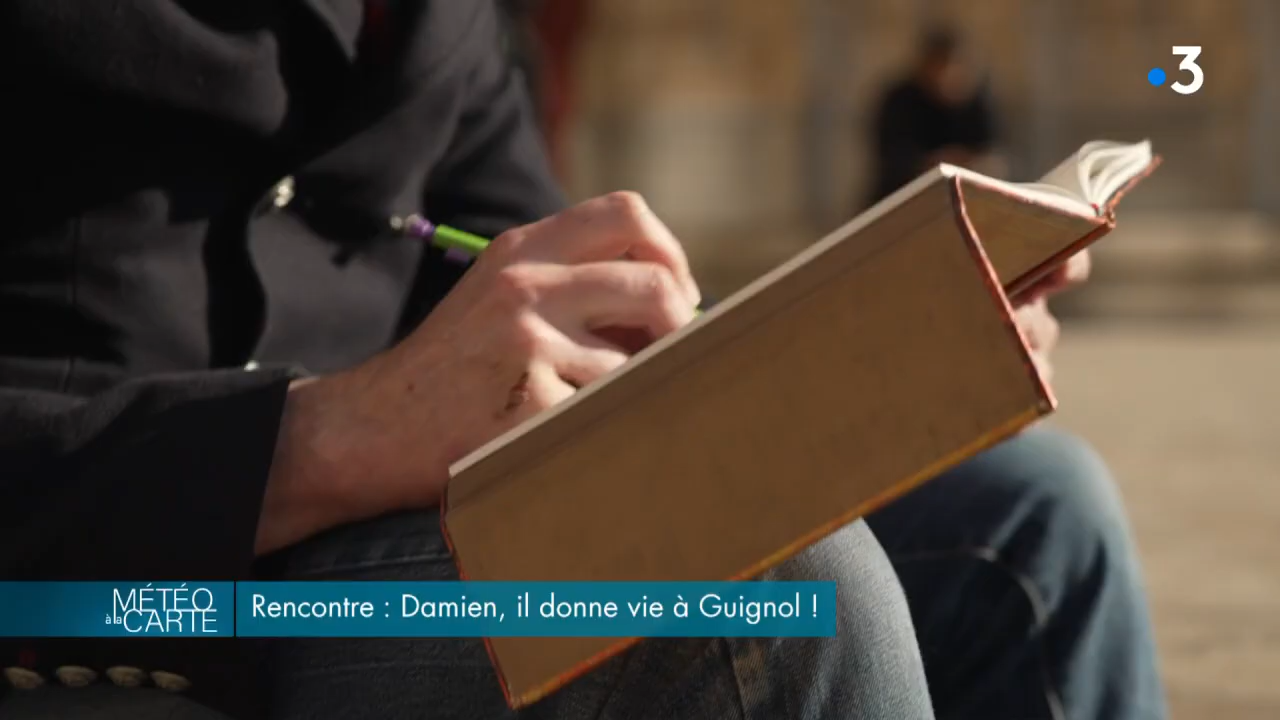 3
MÉTÉO
à la CARTE
Rencontre : Damien, il donne vie à Guignol !